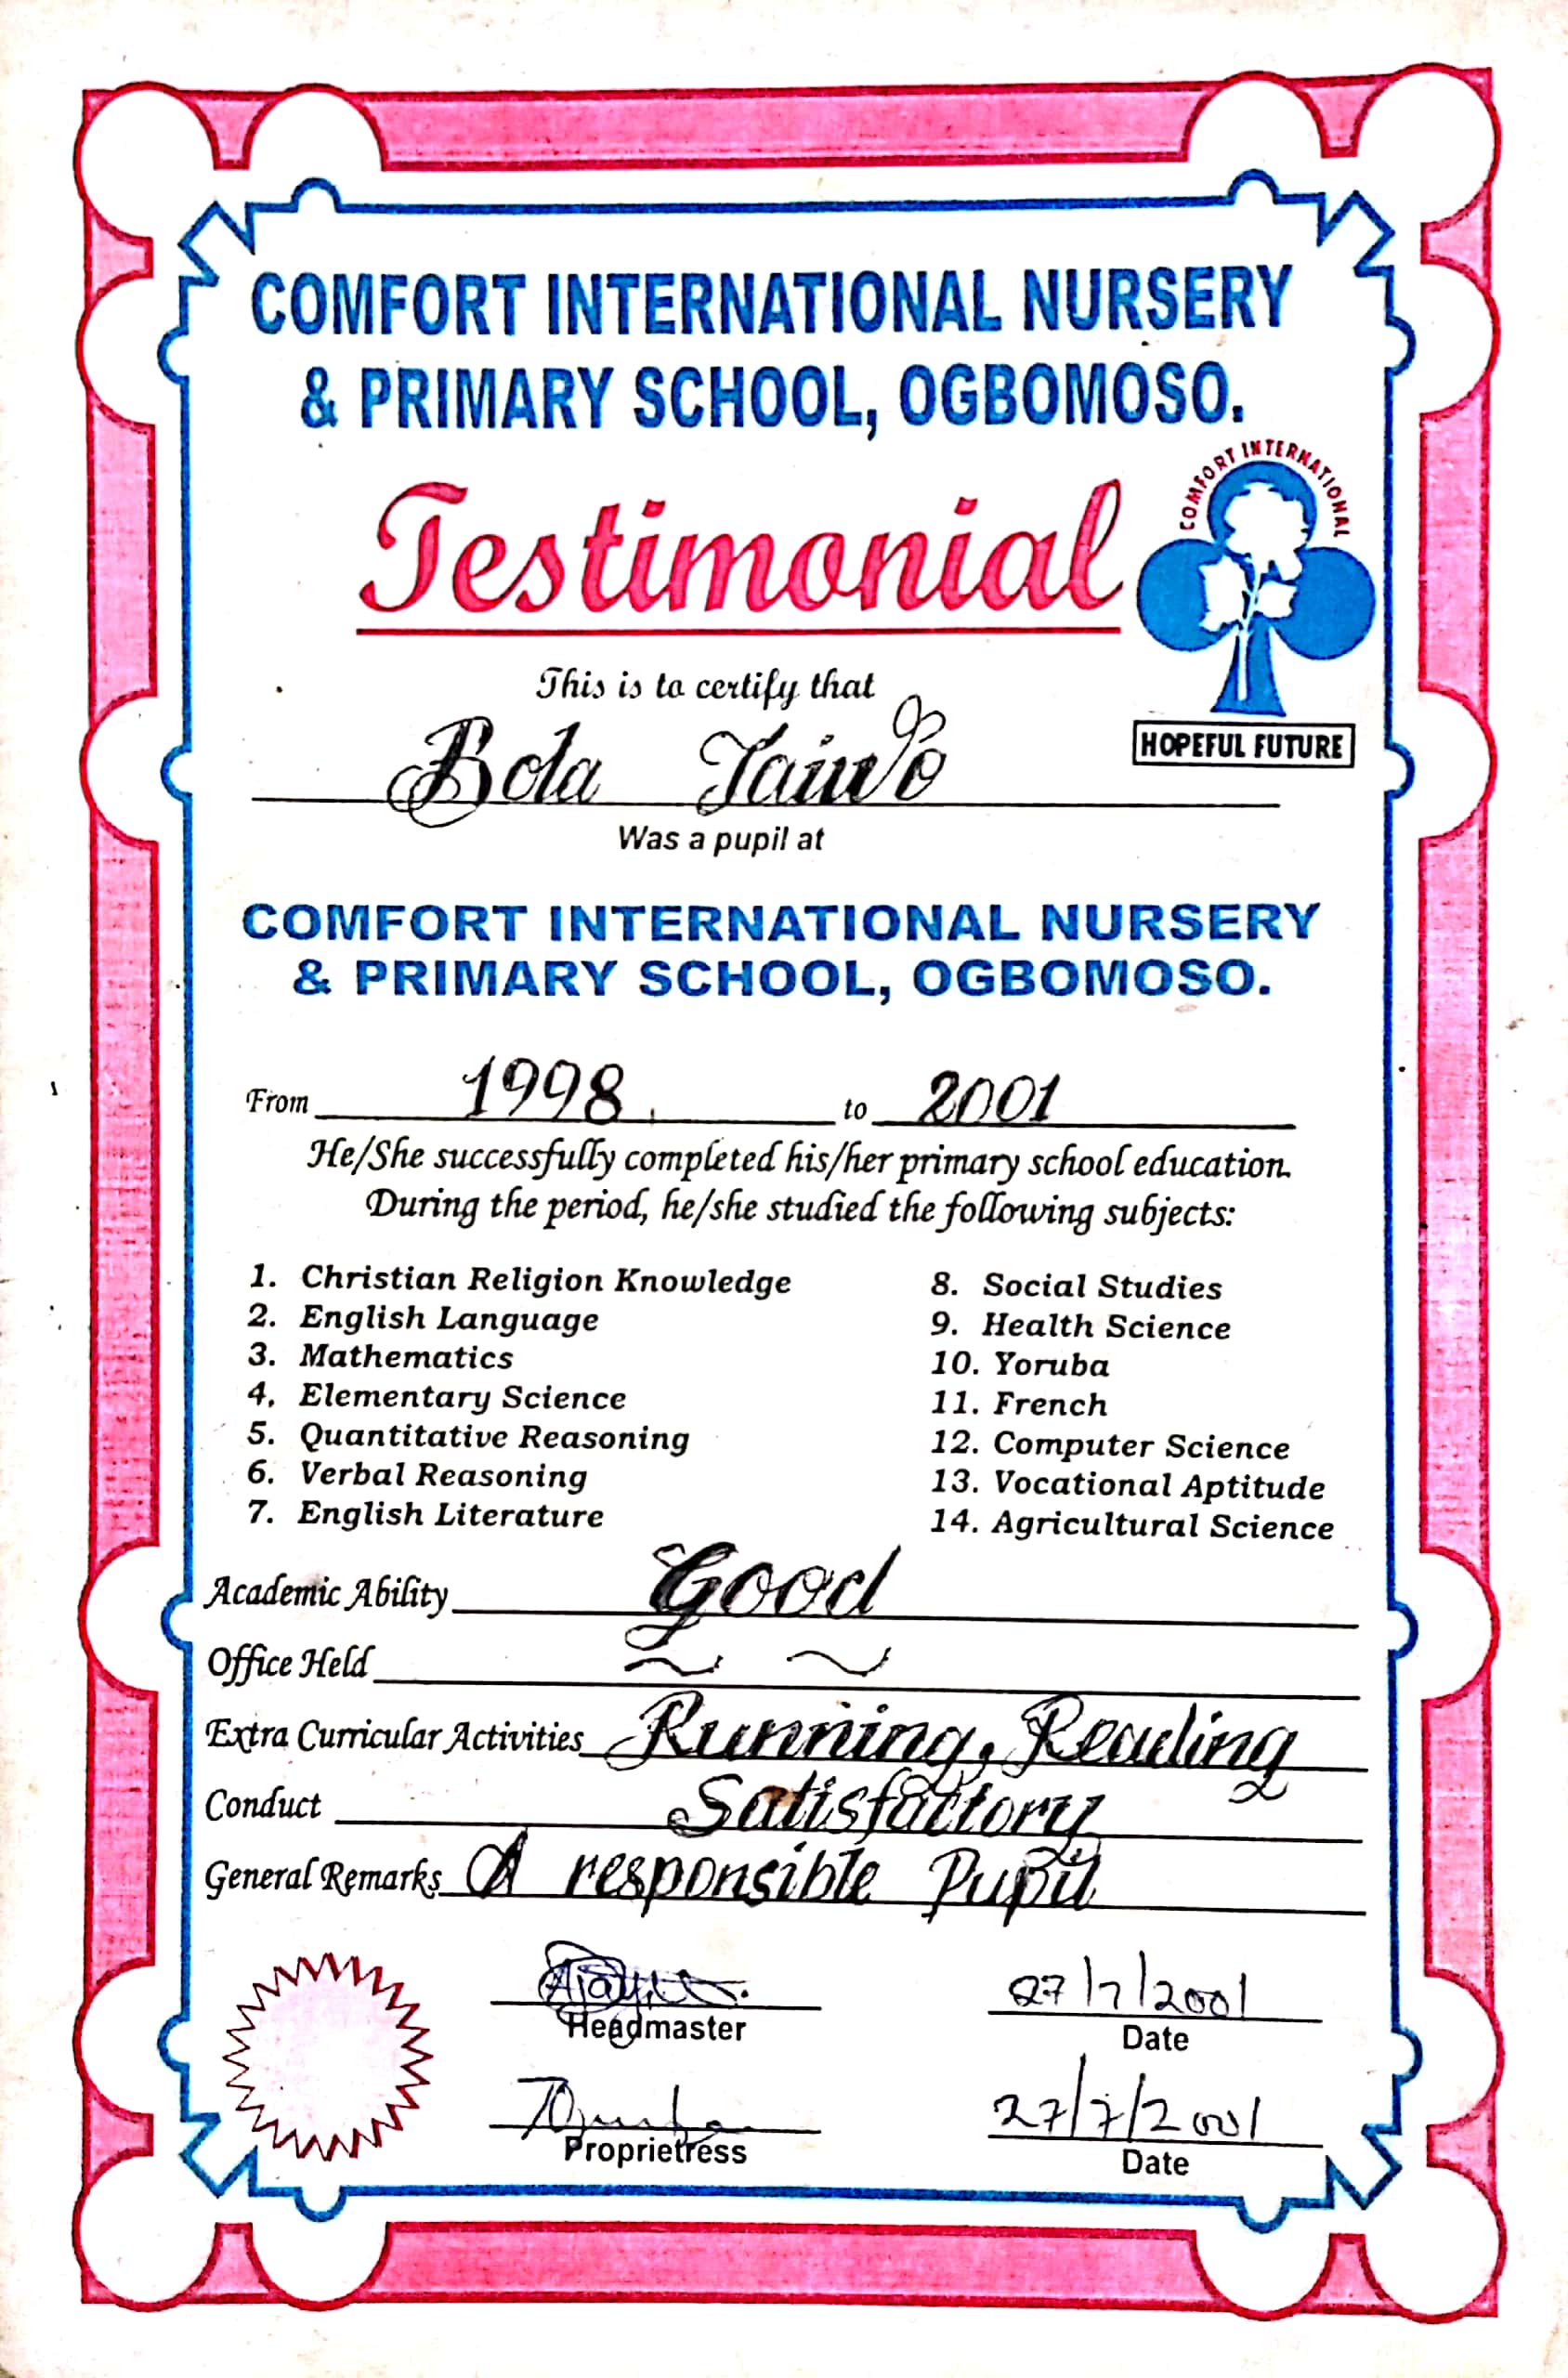 COMFORT INTERNATIONAL NURSERY
& PRIMARY SCHOOL, OGBOMOSO.
Testimonial
COMFORT INTERNATIONAL
HOPEFUL FUTURE
This is to certify that
Bola Taiwo
Was a pupil at
COMFORT INTERNATIONAL NURSERY
& PRIMARY SCHOOL, OGBOMOSO.
From 1998 to 2001
He/She successfully completed his/her primary school education.
During the period, he/she studied the following subjects:
1. Christian Religion Knowledge
2. English Language
3. Mathematics
4. Elementary Science
5. Quantitative Reasoning
6. Verbal Reasoning
7. English Literature
8. Social Studies
9. Health Science
10. Yoruba
11. French
12. Computer Science
13. Vocational Aptitude
14. Agricultural Science
Academic Ability Good
Office Held ~ ~
Extra Curricular Activities Running, Reading
Conduct Satisfactory
General Remarks A responsible Pupil
27/7/2001
Headmaster Date
27/7/2001
Proprietress Date